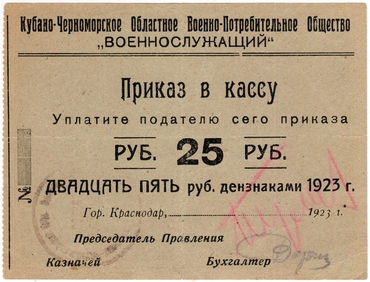 Кубано-Черноморское Областное Военно-Потребительное Общество
„ВОЕННОСЛУЖАЩИЙ“
Приказ в кассу
Уплатите подателю сего приказа
РУБ. 25 РУБ.
ДВАДЦАТЬ ПЯТЬ руб. дензнаками 1923 г.
№
Гор. Краснодар, 1923 г.
Председатель Правления
Казначей Бухгалтер